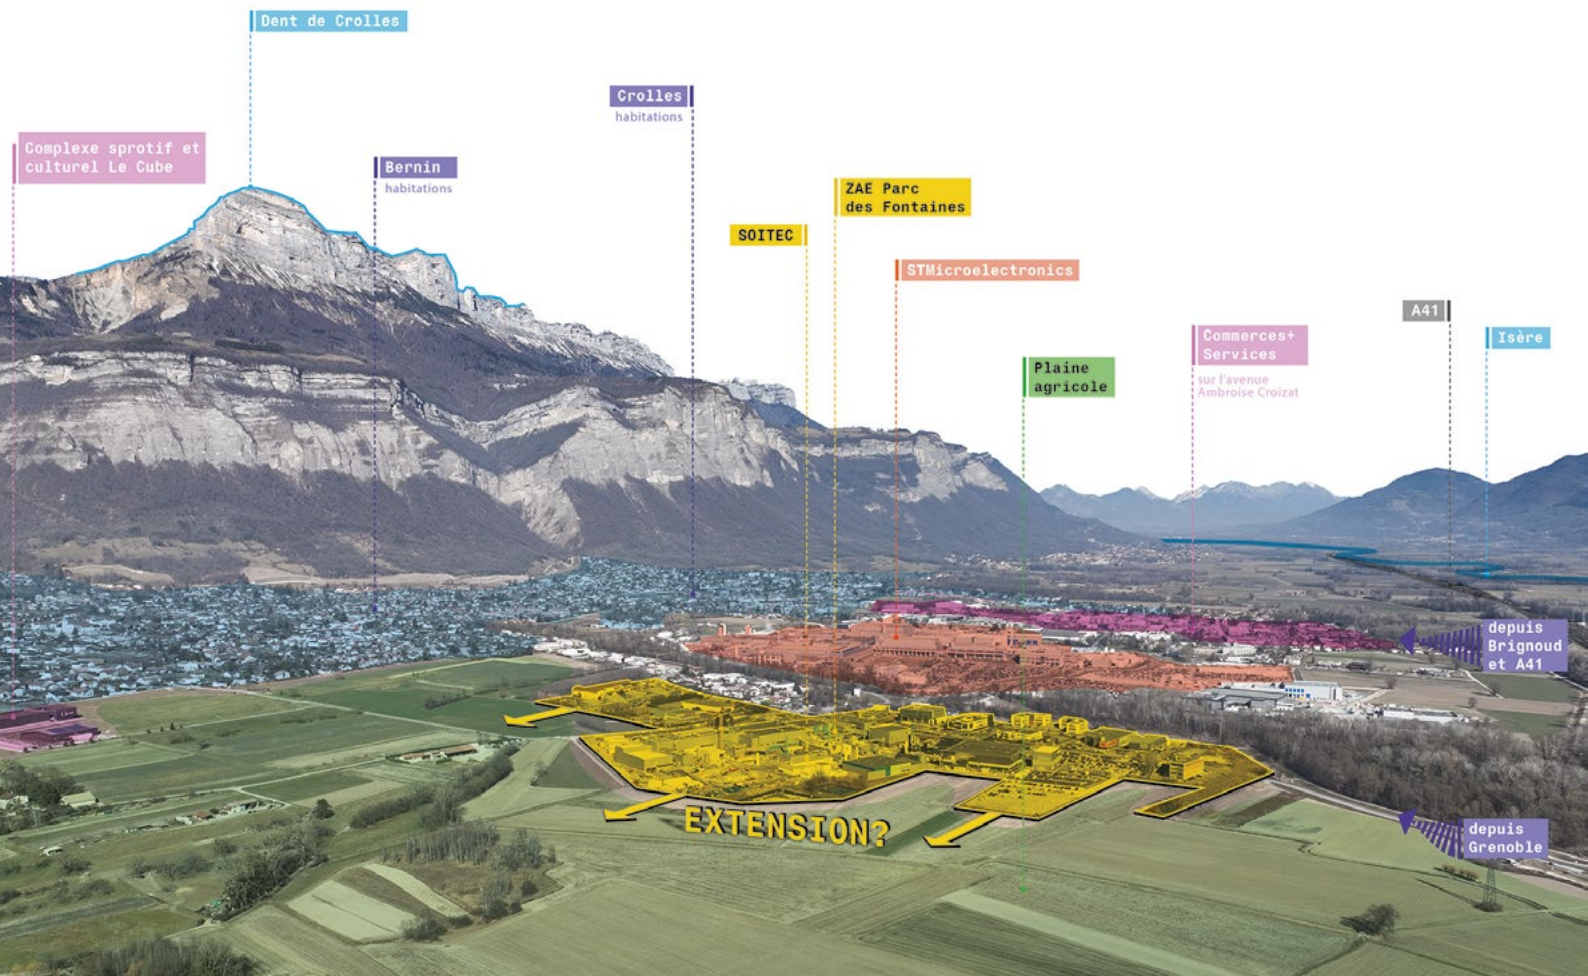 Dent de Crolles
Crolles
habitations
Complexe sprotif et
culturel Le Cube
Bernin
habitations
ZAE Parc
des Fontaines
SOITEC
STMicroelectronics
A41
Isère
Commerces+
Services
sur l'avenue
Ambroise Croizat
Plaine
agricole
depuis
Brignoud
et A41
EXTENSION?
depuis
Grenoble